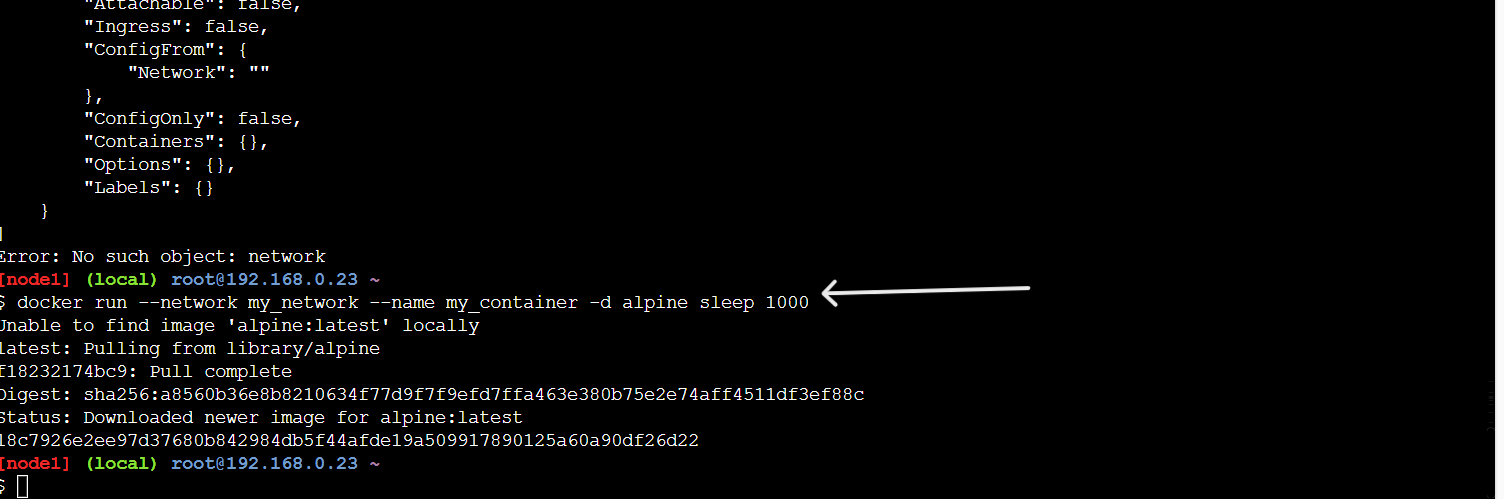 "Attachable": false,
"Ingress": false,
"ConfigFrom": {
"Network": ""
},
"ConfigOnly": false,
"Containers": {},
"Options": {},
"Labels": {}
}
]
Error: No such object: network
[node1] (local) root@192.168.0.23 ~
$ docker run --network my_network --name my_container -d alpine sleep 1000
Unable to find image 'alpine:latest' locally
latest: Pulling from library/alpine
f18232174bc9: Pull complete
Digest: sha256:a8560b36e8b8210634f77d9f7f9efd7ffa463e380b75e2e74aff4511df3ef88c
Status: Downloaded newer image for alpine:latest
18c7926e2ee97d37680b842984db5f44afde19a509917890125a60a90df26d22
[node1] (local) root@192.168.0.23 ~
$